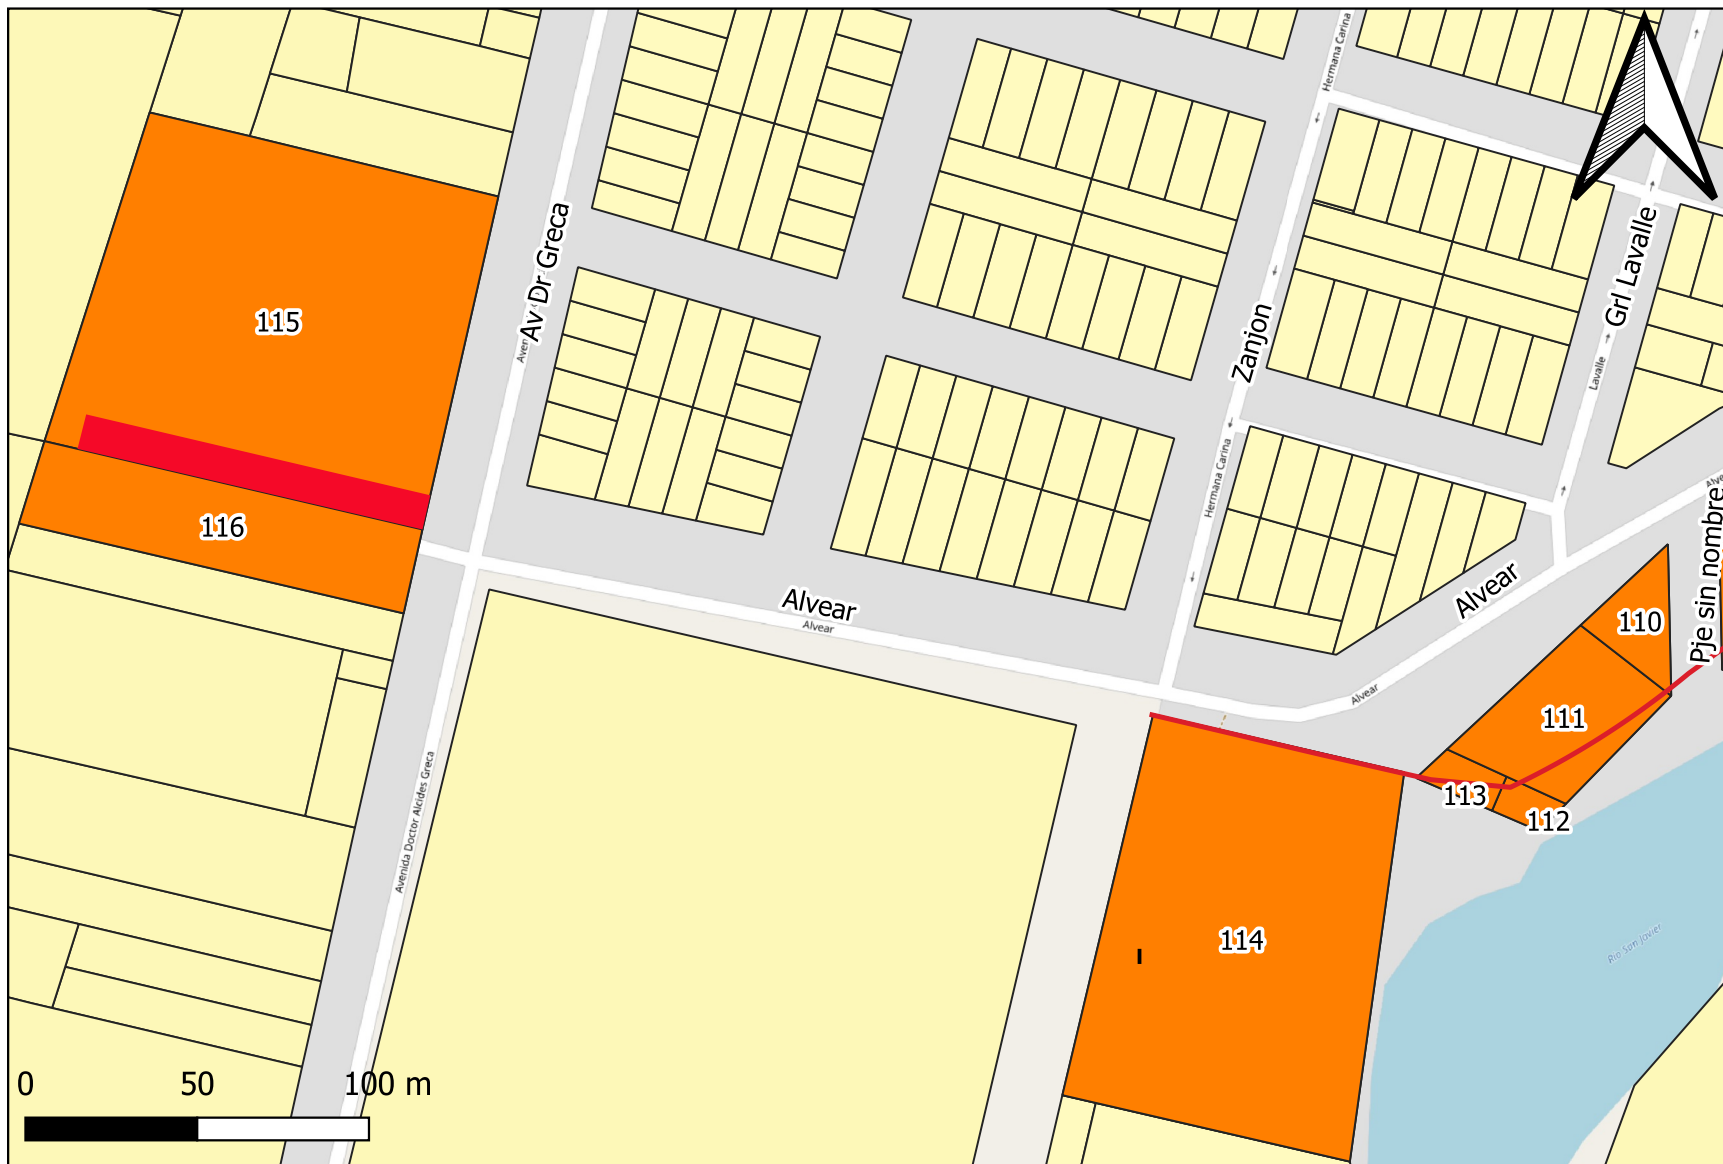 Hermana Carina
Av Dr Greca
Grl Lavalle
115
Zanjon
Lavalle
Hermana Carina
116
Pje sin nombre
Alvear
Alvear
Alvear
110
Alvear
111
Avenida Doctor Alcides Greca
113
112
114
Rio San Javier
0 50 100 m